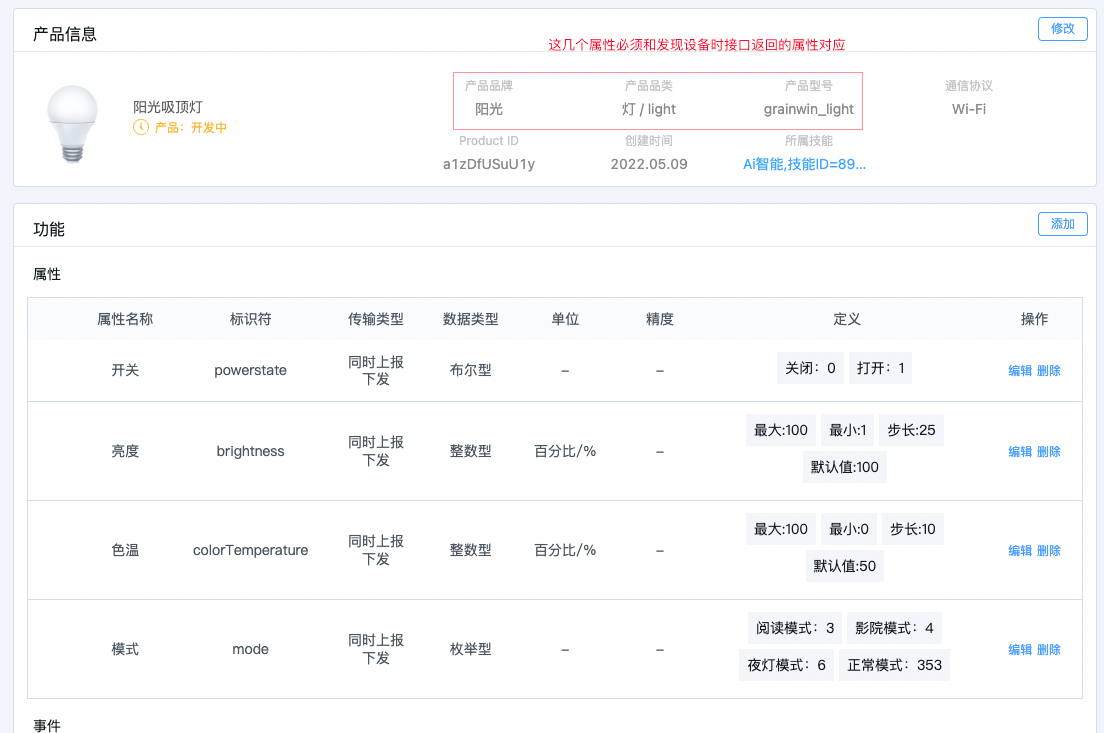 产品信息
修改
这几个属性必须和发现设备时接口返回的属性对应
阳光吸顶灯
产品：开发中
产品品牌 产品品类 产品型号 通信协议
阳光 灯 / light grainwin_light Wi-Fi
Product ID 创建时间 所属技能
a1zDfUSuU1y 2022.05.09 Ai智能,技能ID=89...
功能
添加
属性
属性名称 标识符 传输类型 数据类型 单位 精度 定义 操作
开关 powerstate 同时上报 布尔型 – – 关闭：0 打开：1 编辑 删除
下发
最大:100 最小:1 步长:25
亮度 brightness 同时上报 整数型 百分比/% – 编辑 删除
下发
默认值:100
最大:100 最小:0 步长:10
色温 colorTemperature 同时上报 整数型 百分比/% – 编辑 删除
下发
默认值:50
阅读模式：3 影院模式：4
模式 mode 同时上报 枚举型 – – 编辑 删除
下发
夜灯模式：6 正常模式：353
事件